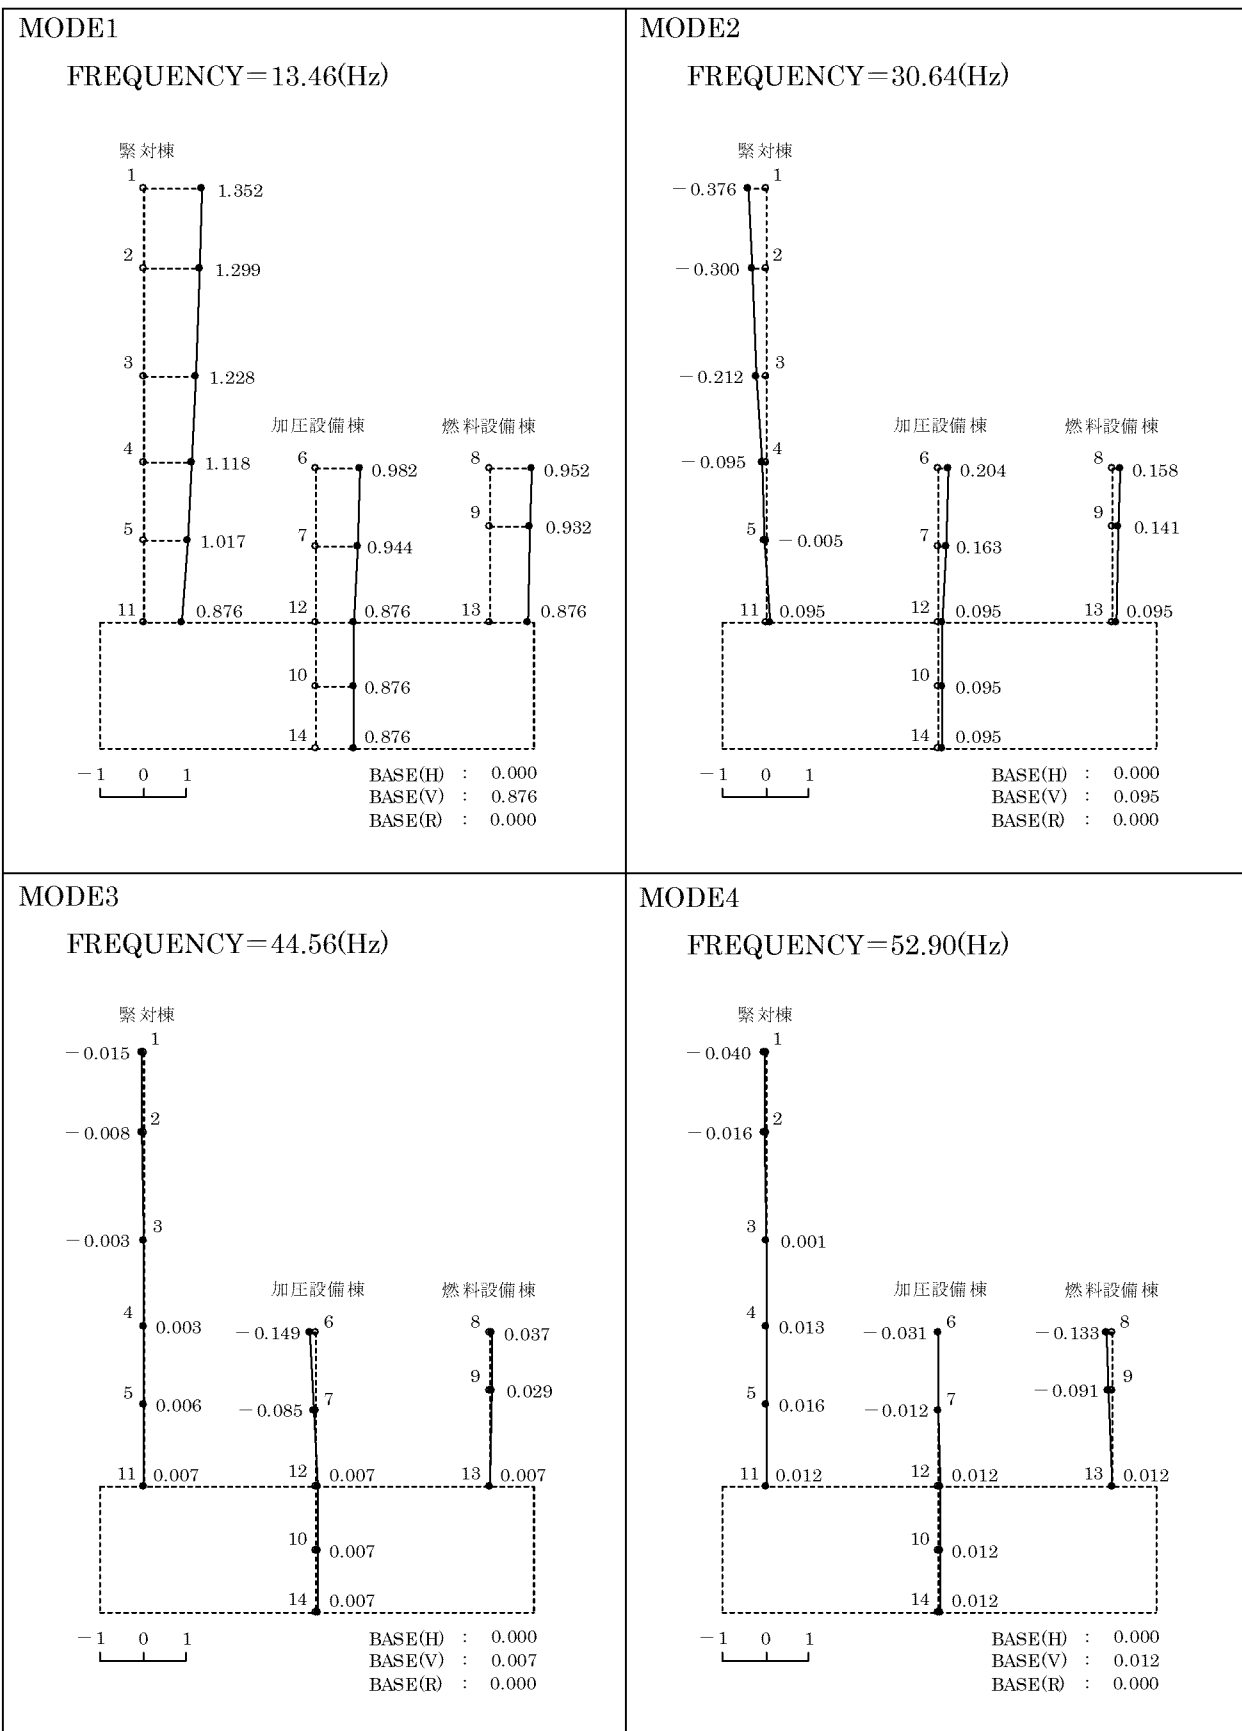 MODE1
FREQUENCY=13.46(Hz)
緊対棟
1 1.352
2 1.299
3 1.228
加圧設備棟 燃料設備棟
4 1.118 6 0.982 8 0.952
9 0.932
5 1.017 7 0.944
11 0.876 12 0.876 13 0.876
10 0.876
14 0.876
-1 0 1
BASE(H) : 0.000
BASE(V) : 0.876
BASE(R) : 0.000
MODE2
FREQUENCY=30.64(Hz)
緊対棟
-0.376 1
-0.300 2
-0.212 3
加圧設備棟 燃料設備棟
-0.095 4 6 0.204 8 0.158
9 0.141
5 -0.005 7 0.163
11 0.095 12 0.095 13 0.095
10 0.095
14 0.095
-1 0 1
BASE(H) : 0.000
BASE(V) : 0.095
BASE(R) : 0.000
MODE3
FREQUENCY=44.56(Hz)
緊対棟
-0.015 1
-0.008 2
-0.003 3
加圧設備棟 燃料設備棟
4 0.003 -0.149 6 8 0.037
9 0.029
5 0.006 -0.085 7
11 0.007 12 0.007 13 0.007
10 0.007
14 0.007
-1 0 1
BASE(H) : 0.000
BASE(V) : 0.007
BASE(R) : 0.000
MODE4
FREQUENCY=52.90(Hz)
緊対棟
-0.040 1
-0.016 2
3 0.001
加圧設備棟 燃料設備棟
4 0.013 -0.031 6 -0.133 8
-0.091 9
5 0.016 -0.012 7
11 0.012 12 0.012 13 0.012
10 0.012
14 0.012
-1 0 1
BASE(H) : 0.000
BASE(V) : 0.012
BASE(R) : 0.000